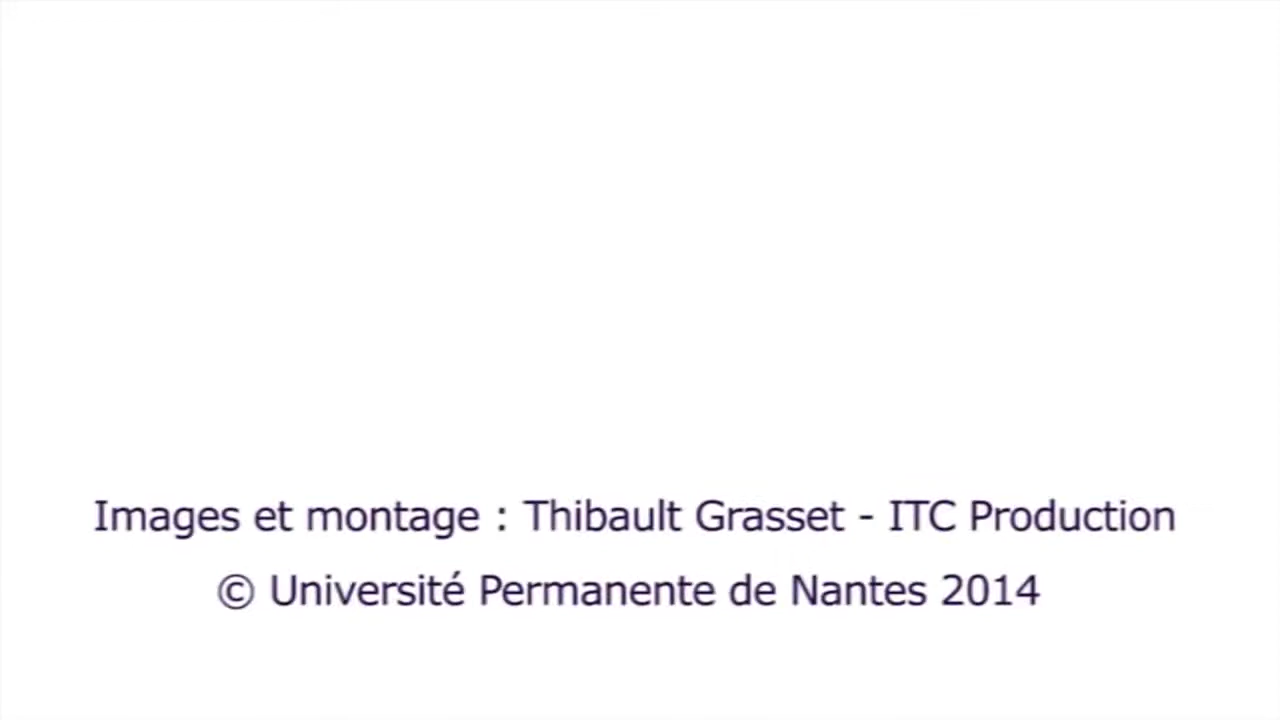 Images et montage : Thibault Grasset - ITC Production
© Université Permanente de Nantes 2014